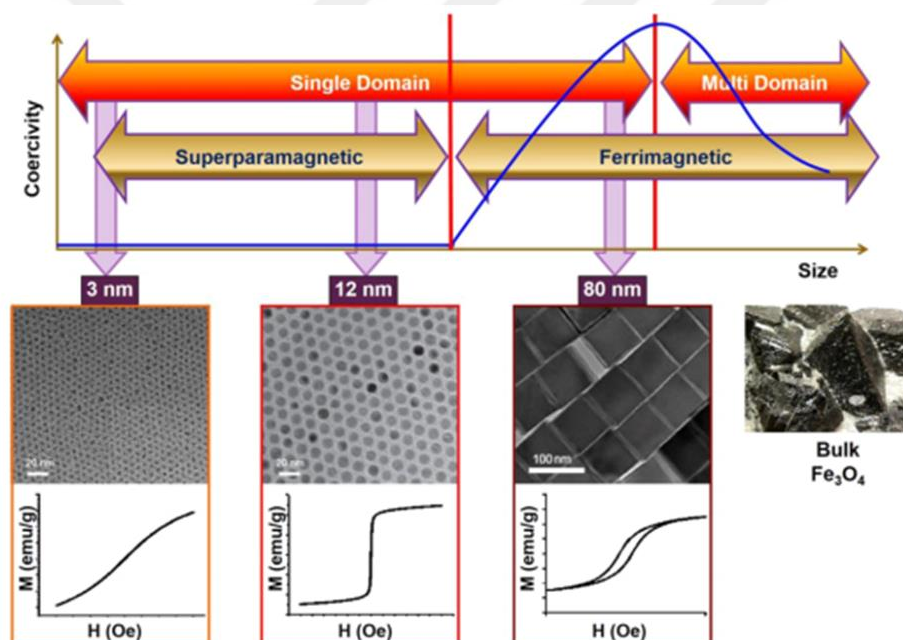 Single Domain
Multi Domain
Coercivity
Superparamagnetic
Ferrimagnetic
Size
3 nm
12 nm
80 nm
20 nm
20 nm
100 nm
Bulk
Fe₃O₄
M (emu/g)
H (Oe)
M (emu/g)
H (Oe)
M (emu/g)
H (Oe)